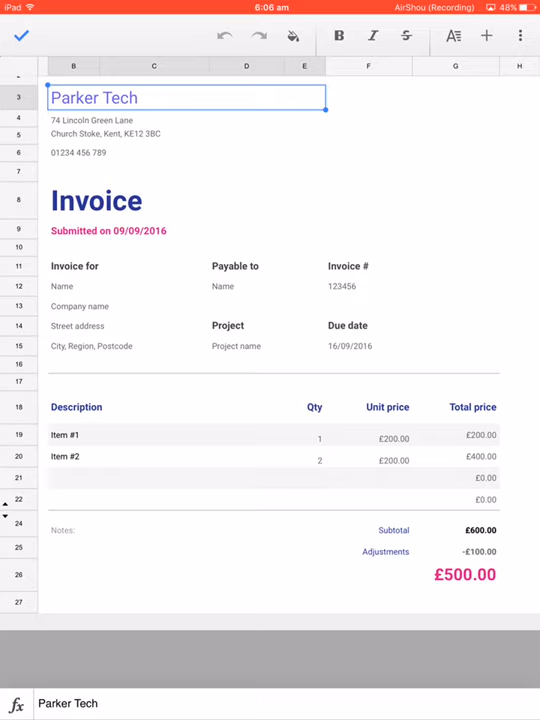 iPad 6:06 am AirShou (Recording) 48%
B I S A
B C D E F G H
3 Parker Tech
4 74 Lincoln Green Lane
5 Church Stoke, Kent, KE12 3BC
6 01234 456 789
7
8 Invoice
9 Submitted on 09/09/2016
10
11 Invoice for Payable to Invoice #
12 Name Name 123456
13 Company name
14 Street address Project Due date
15 City, Region, Postcode Project name 16/09/2016
16
17
18 Description Qty Unit price Total price
19 Item #1 1 £200.00 £200.00
20 Item #2 2 £200.00 £400.00
21 £0.00
22 £0.00
24 Notes: Subtotal £600.00
25 Adjustments -£100.00
26 £500.00
27
fx Parker Tech